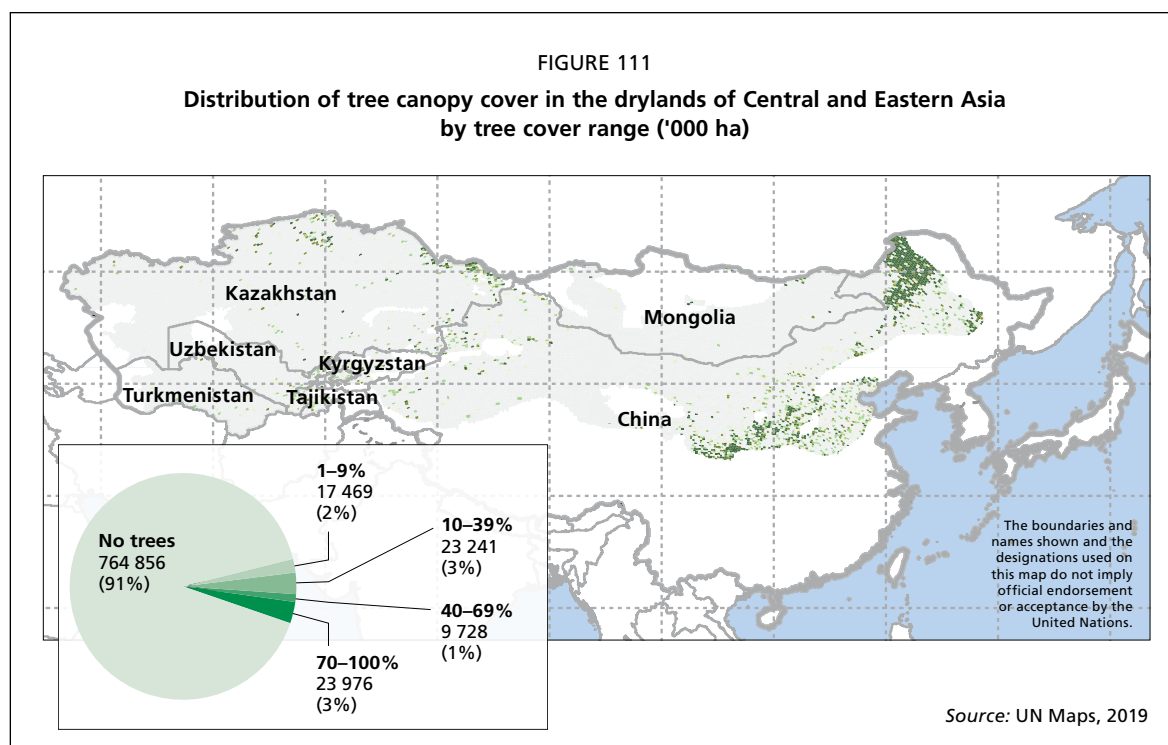 FIGURE 111
Distribution of tree canopy cover in the drylands of Central and Eastern Asia
by tree cover range ('000 ha)
Kazakhstan
Mongolia
Uzbekistan
Kyrgyzstan
Turkmenistan
Tajikistan
China
No trees
764 856
(91%)
1–9%
17 469
(2%)
10–39%
23 241
(3%)
40–69%
9 728
(1%)
70–100%
23 976
(3%)
The boundaries and
names shown and the
designations used on
this map do not imply
official endorsement
or acceptance by the
United Nations.
Source: UN Maps, 2019